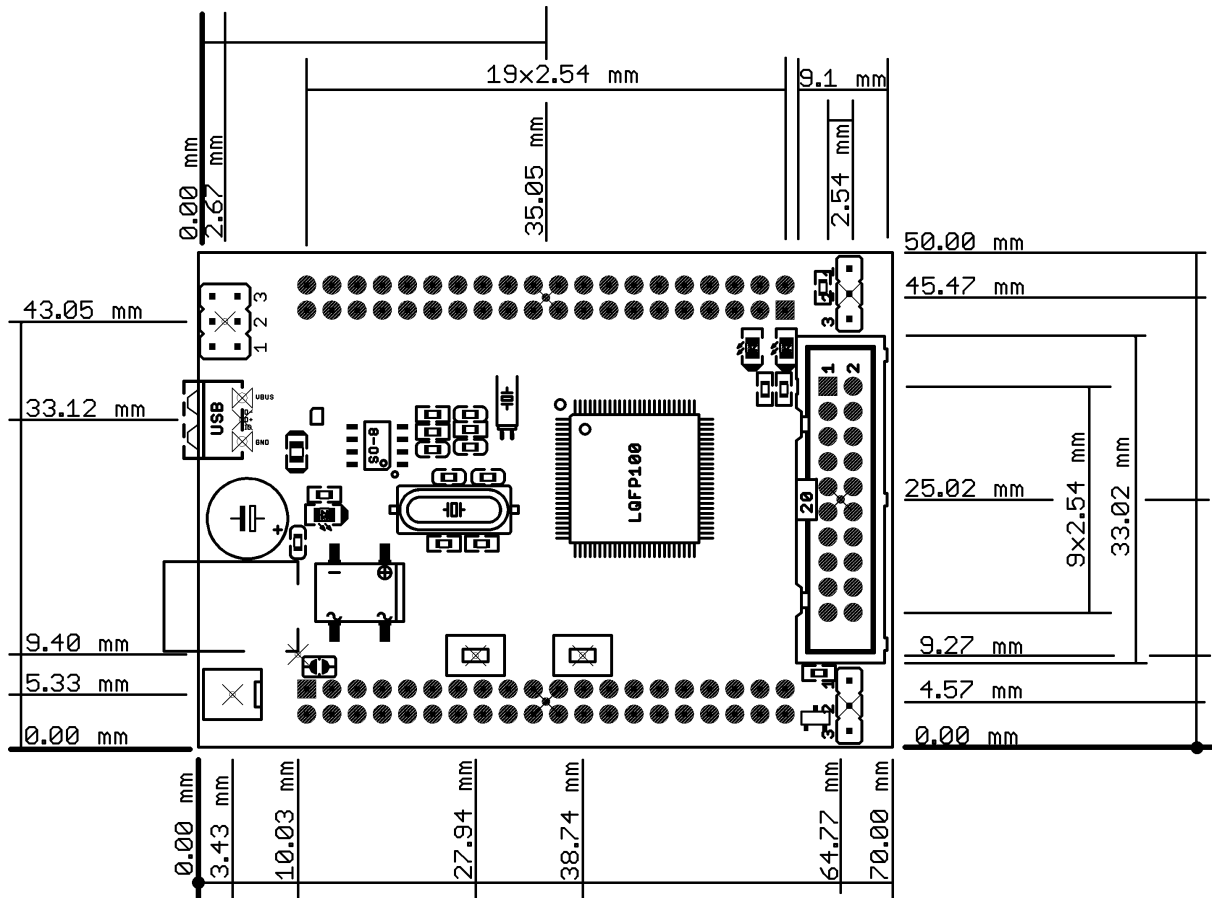 19x2.54 mm
9.1 mm
0.00 mm
2.67 mm
35.05 mm
2.54 mm
50.00 mm
45.47 mm
43.05 mm
3
2
1
1
3
33.12 mm
USB
VBUS
D+
GND
SO-8
1 2
LQFP100
20
25.02 mm
9x2.54 mm
33.02 mm
+
-
+
~ ~
9.40 mm
9.27 mm
5.33 mm
4.57 mm
1
2
3
0.00 mm
0.00 mm
0.00 mm
3.43 mm
10.03 mm
27.94 mm
38.74 mm
64.77 mm
70.00 mm